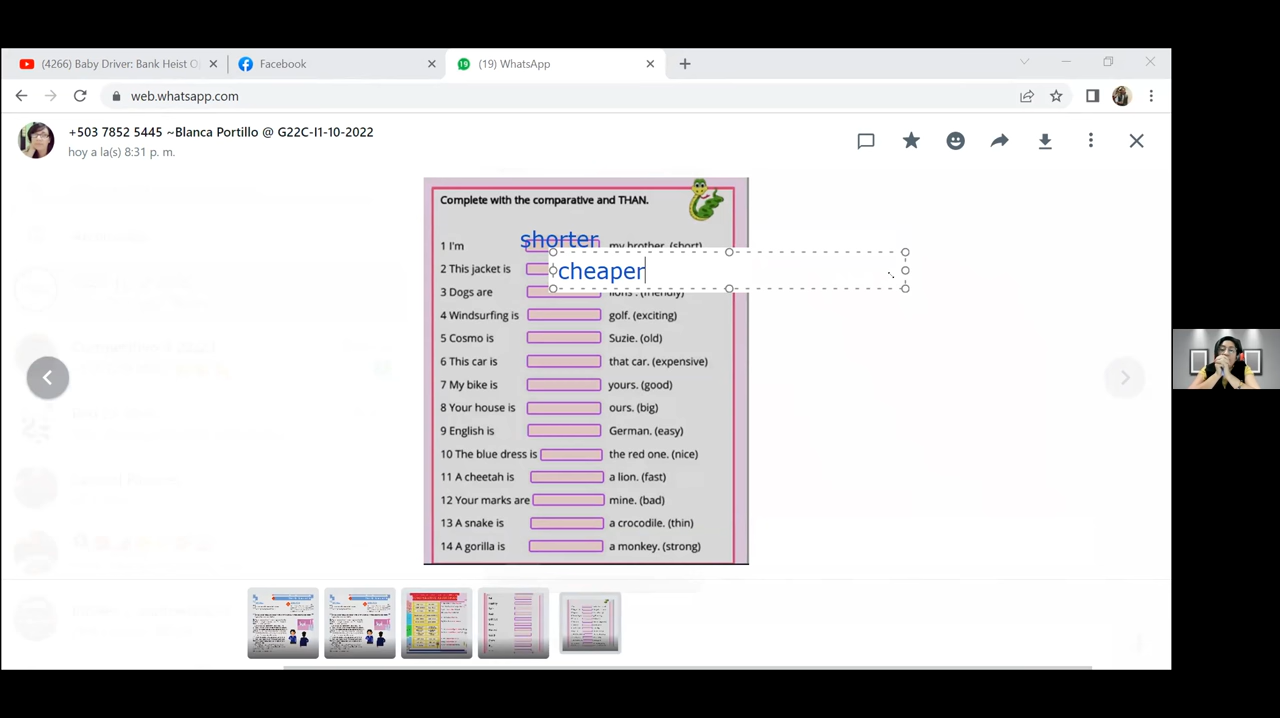 (4266) Baby Driver: Bank Heist O
Facebook
(19) WhatsApp
web.whatsapp.com
+503 7852 5445 ~Blanca Portillo @ G22C-I1-10-2022
hoy a la(s) 8:31 p. m.
Complete with the comparative and THAN.
1 I'm shorter my brother. (short)
2 This jacket is cheaper
3 Dogs are lions . (friendly)
4 Windsurfing is golf. (exciting)
5 Cosmo is Suzie. (old)
6 This car is that car. (expensive)
7 My bike is yours. (good)
8 Your house is ours. (big)
9 English is German. (easy)
10 The blue dress is the red one. (nice)
11 A cheetah is a lion. (fast)
12 Your marks are mine. (bad)
13 A snake is a crocodile. (thin)
14 A gorilla is a monkey. (strong)